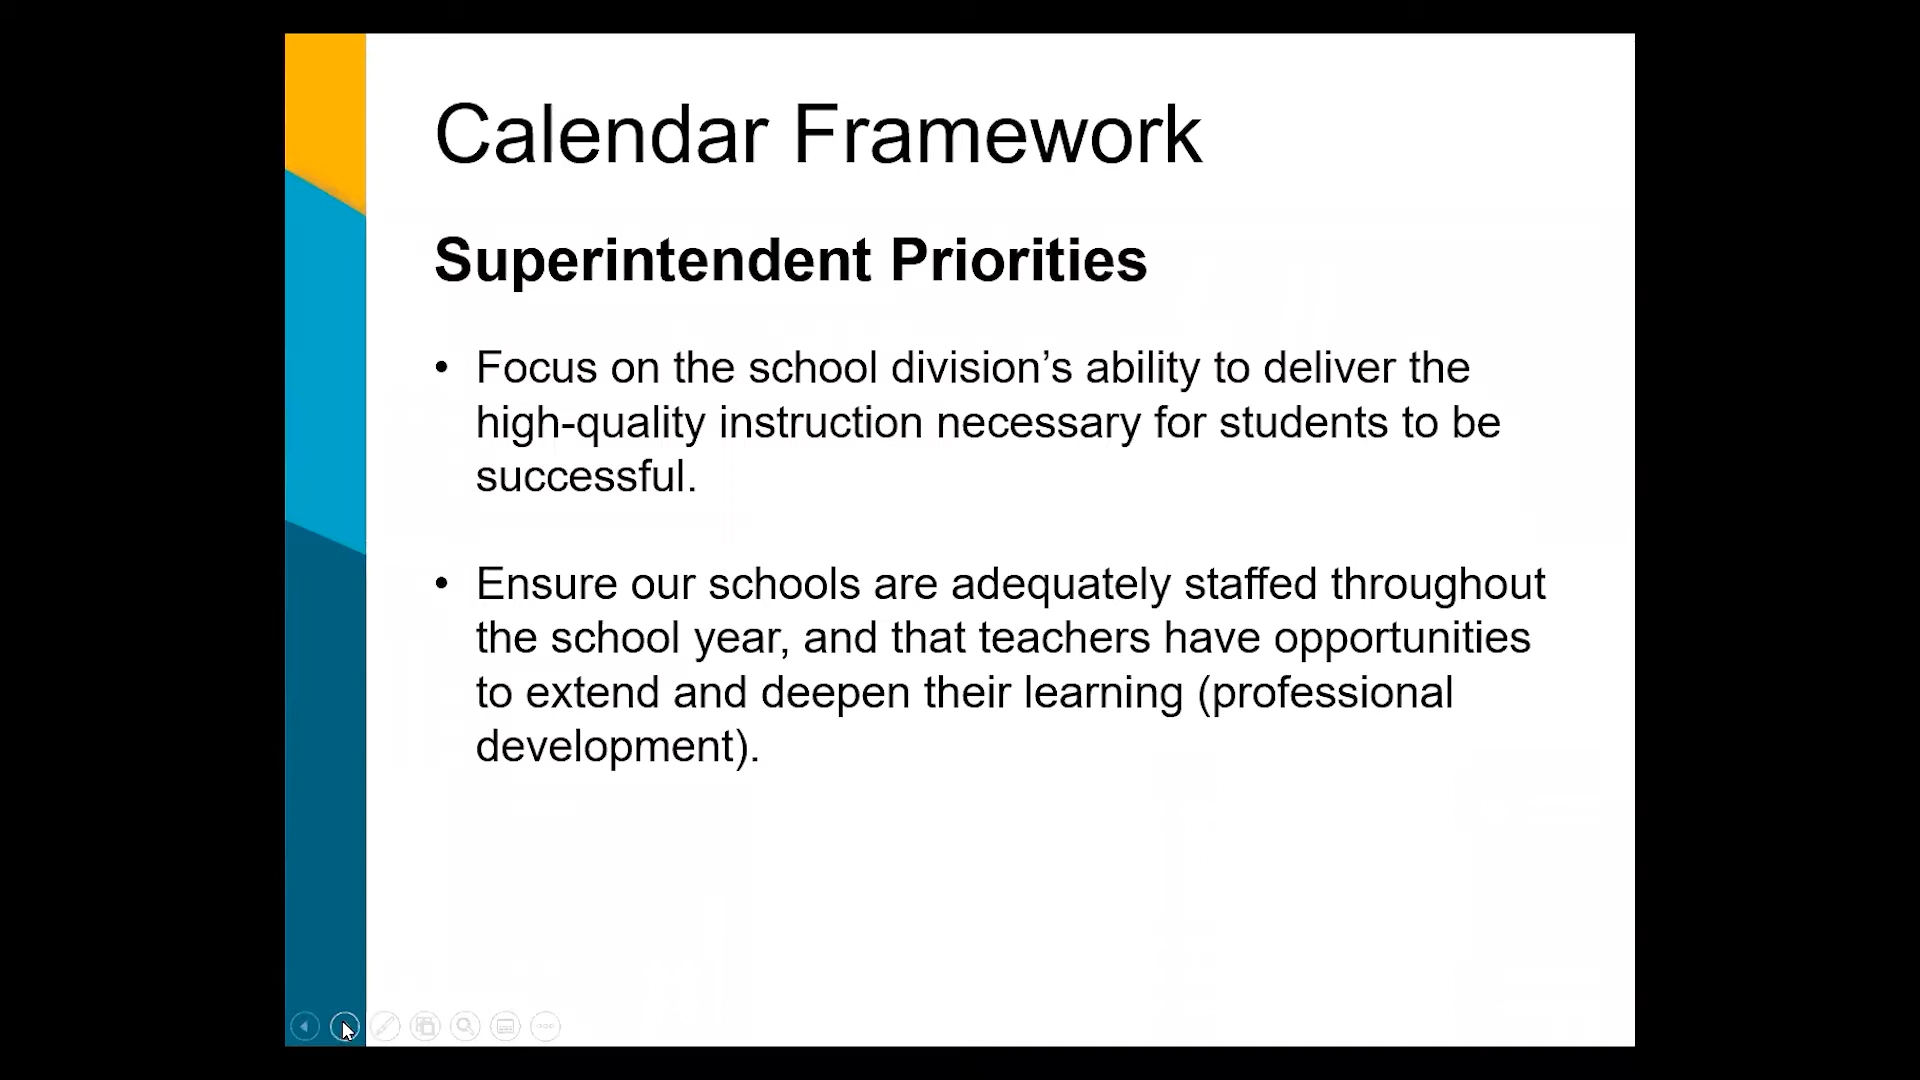 Calendar Framework
Superintendent Priorities
• Focus on the school division’s ability to deliver the
high-quality instruction necessary for students to be
successful.
• Ensure our schools are adequately staffed throughout
the school year, and that teachers have opportunities
to extend and deepen their learning (professional
development).